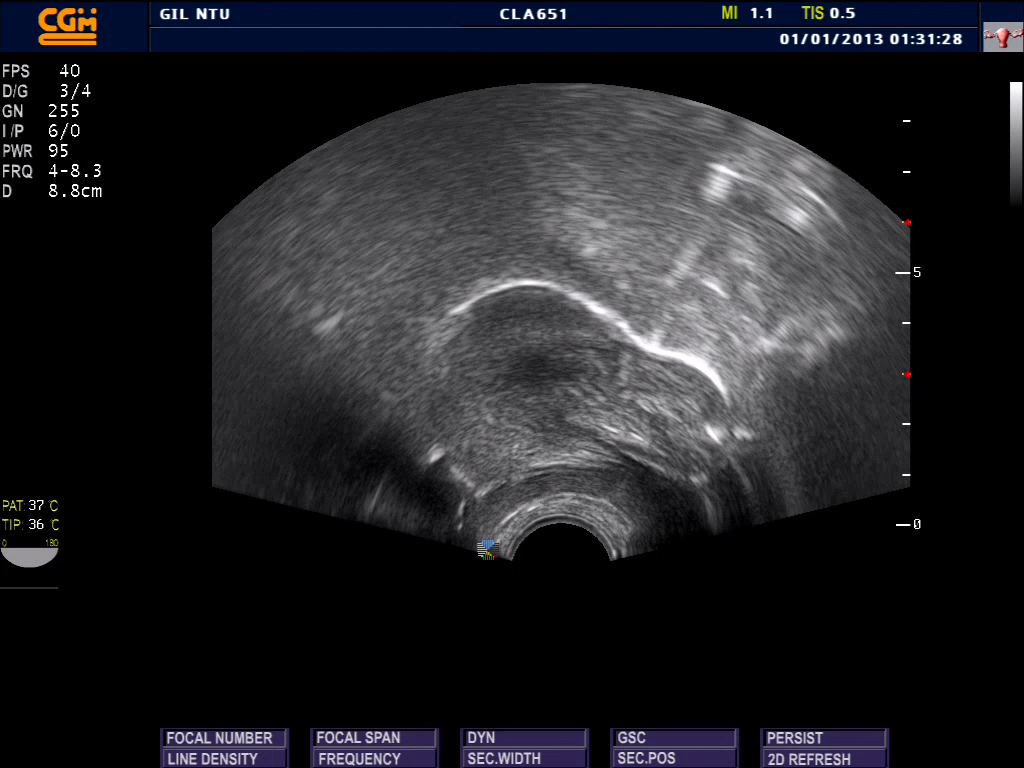 CGM
GIL NTU CLA651 MI 1.1 TIS 0.5
01/01/2013 01:31:28
FPS 40
D/G 3/4
GN 255
I/P 6/0
PWR 95
FRQ 4-8.3
D 8.8cm
5
PAT: 37 °C
TIP: 36 °C
0 180
0
FOCAL NUMBER FOCAL SPAN DYN GSC PERSIST
LINE DENSITY FREQUENCY SEC.WIDTH SEC.POS 2D REFRESH